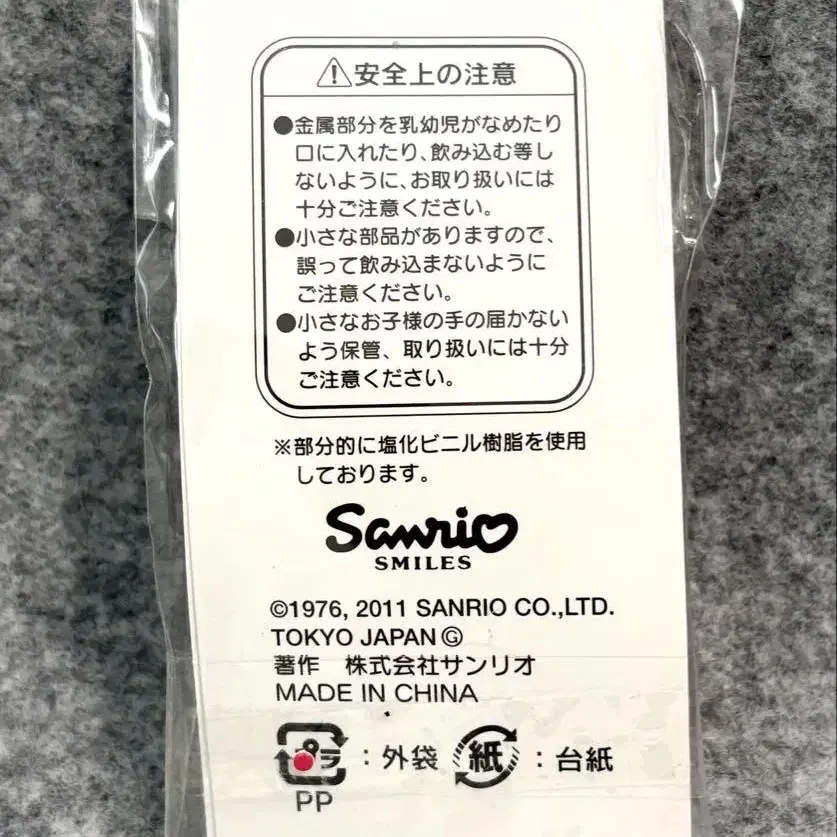 ⚠安全上の注意
●金属部分を乳幼児がなめたり
口に入れたり、飲み込む等し
ないように、お取り扱いには
十分ご注意ください。
●小さな部品がありますので、
誤って飲み込まないように
ご注意ください。
●小さなお子様の手の届かない
よう保管、取り扱いには十分
ご注意ください。
※部分的に塩化ビニル樹脂を使用
しております。
Sanrio
SMILES
©1976, 2011 SANRIO CO.,LTD.
TOKYO JAPAN Ⓖ
著作 株式会社サンリオ
MADE IN CHINA
プラ：外袋 紙：台紙
PP